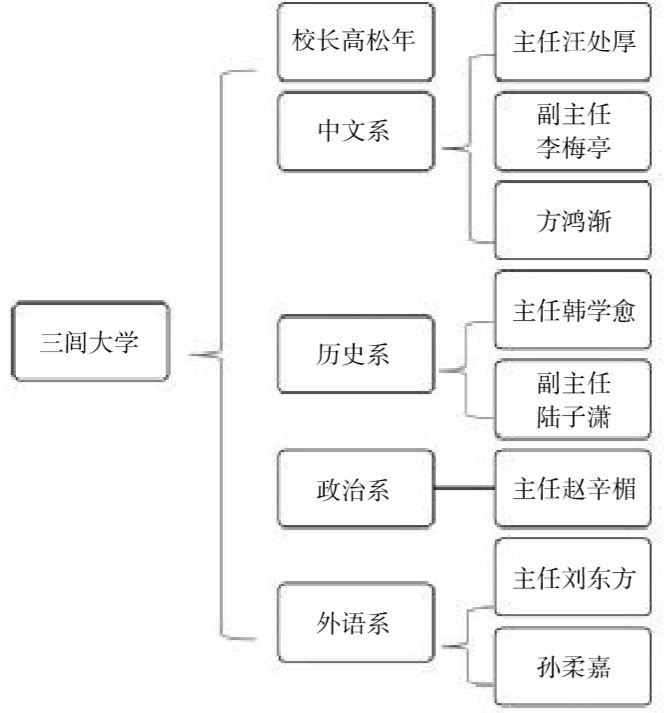 三闾大学
校长高松年
中文系
主任汪处厚
副主任
李梅亭
方鸿渐
历史系
主任韩学愈
副主任
陆子潇
政治系
主任赵辛楣
外语系
主任刘东方
孙柔嘉